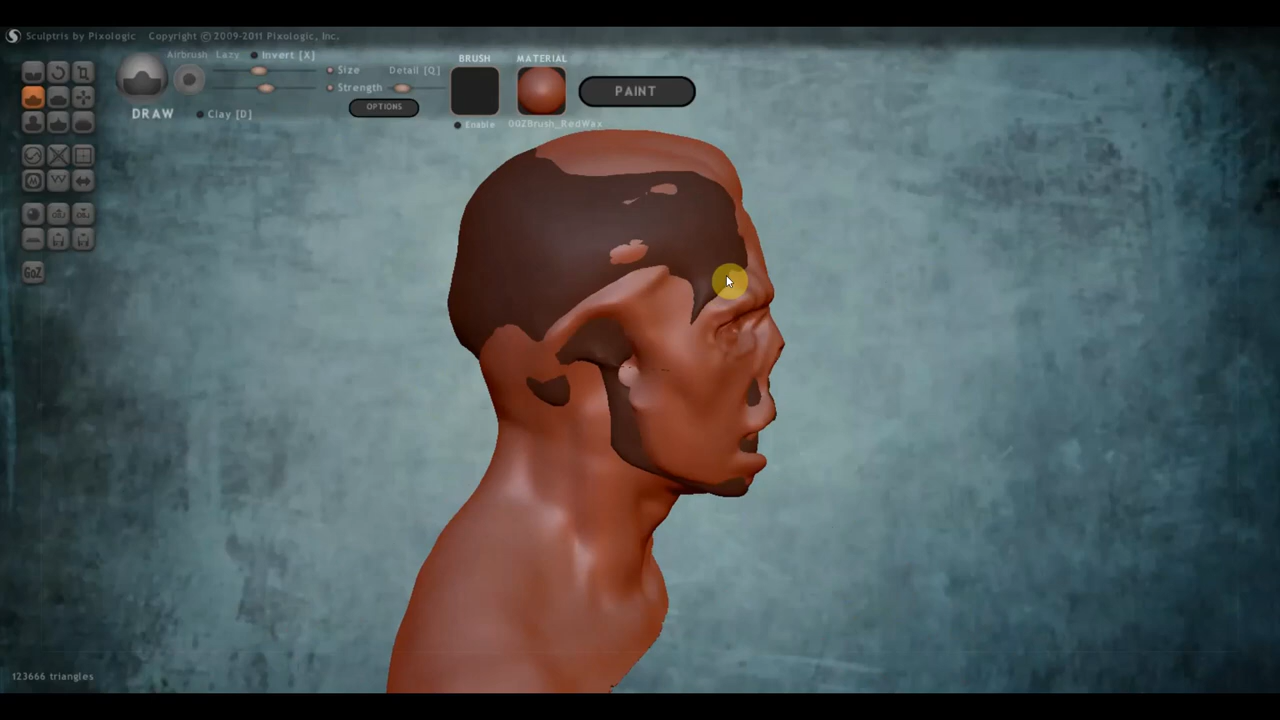 Sculptris by Pixologic Copyright © 2009-2011 Pixologic, Inc.
Airbrush Lazy Invert [X]
BRUSH MATERIAL
Size Detail [Q]
Strength
PAINT
OPTIONS
DRAW Clay [D]
Enable 00ZBrush_RedWax
GoZ
123666 triangles